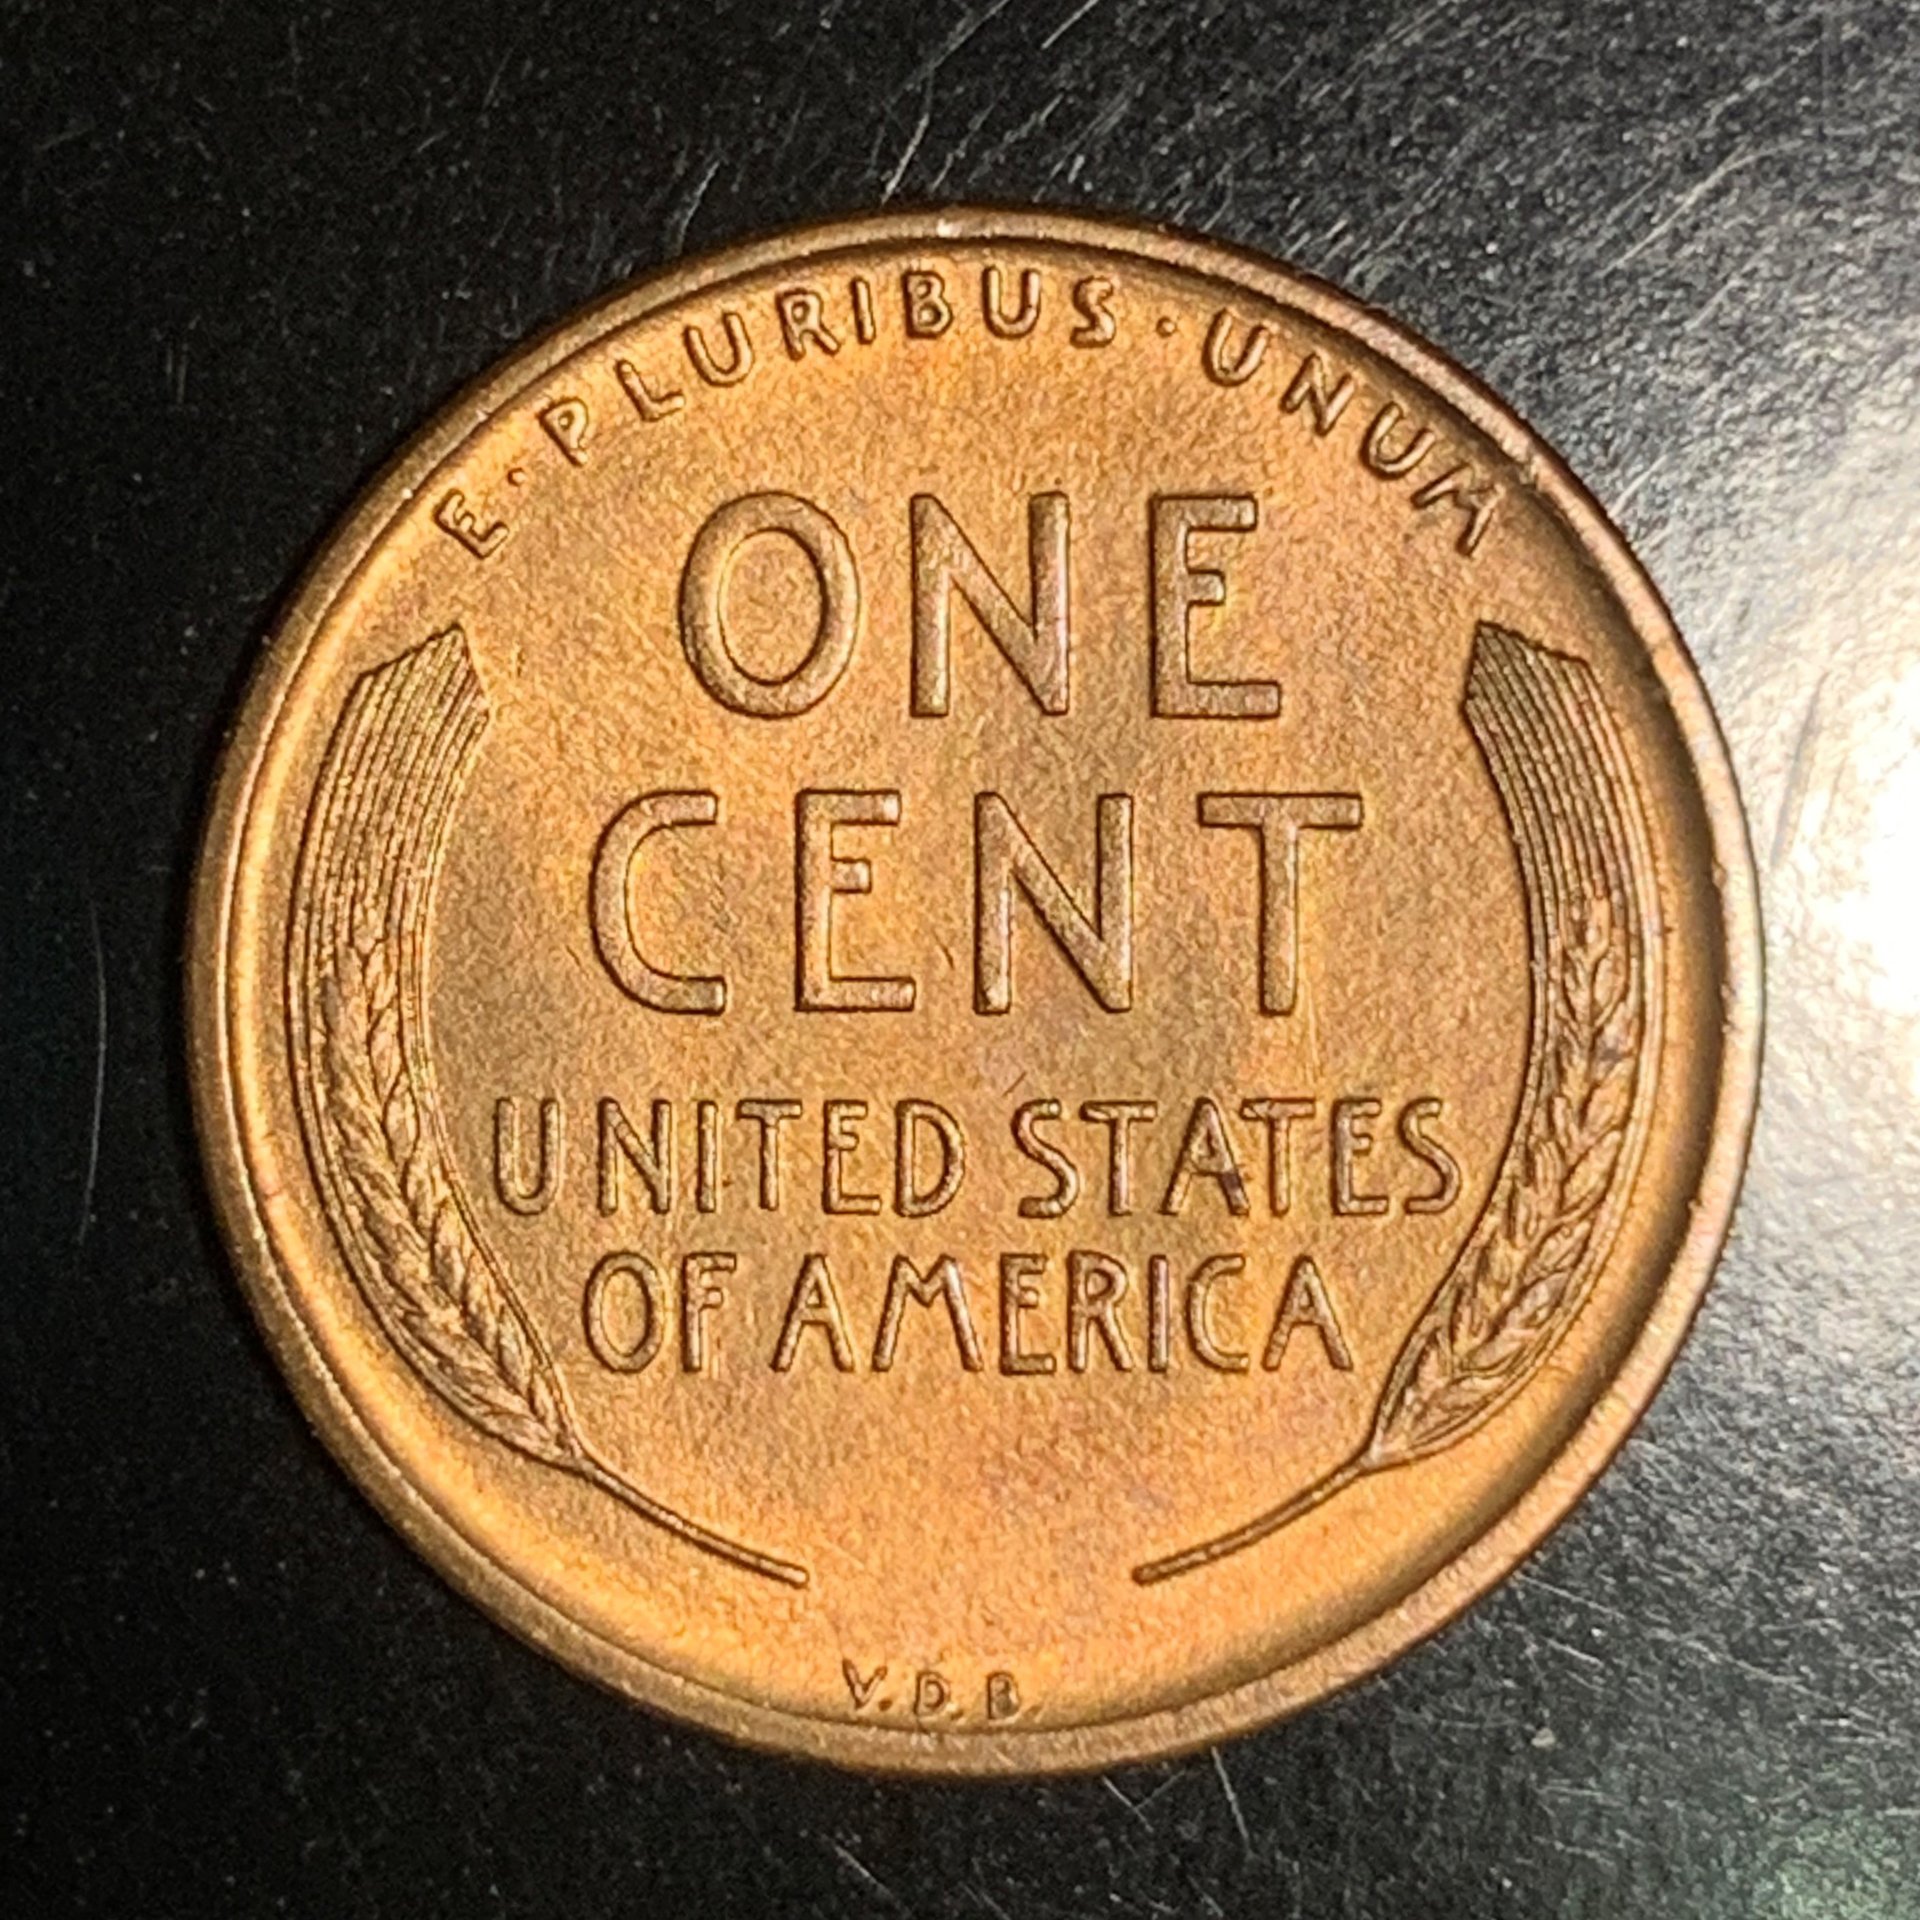 E·PLURIBUS·UNUM
ONE
CENT
UNITED STATES
OF AMERICA
V.D.B.